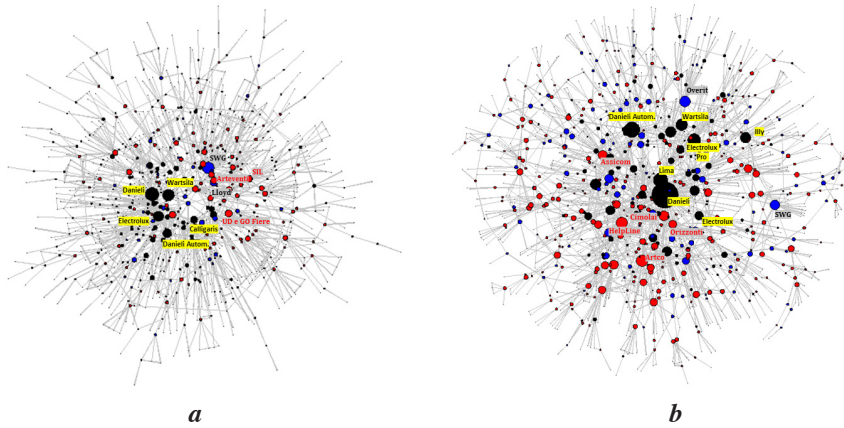 SWG
SIL
Arteventi
Wartsila
Danieli
Lloyd
Electrolux
UD e GO Fiere
Calligaris
Danieli Autom.
a
Overit
Danieli Autom.
Wartsila
Illy
Electrolux
Pro
Assicom
Lima
Danieli
SWG
Cimolai
Electrolux
HelpLine
Orizzonti
Artco
b